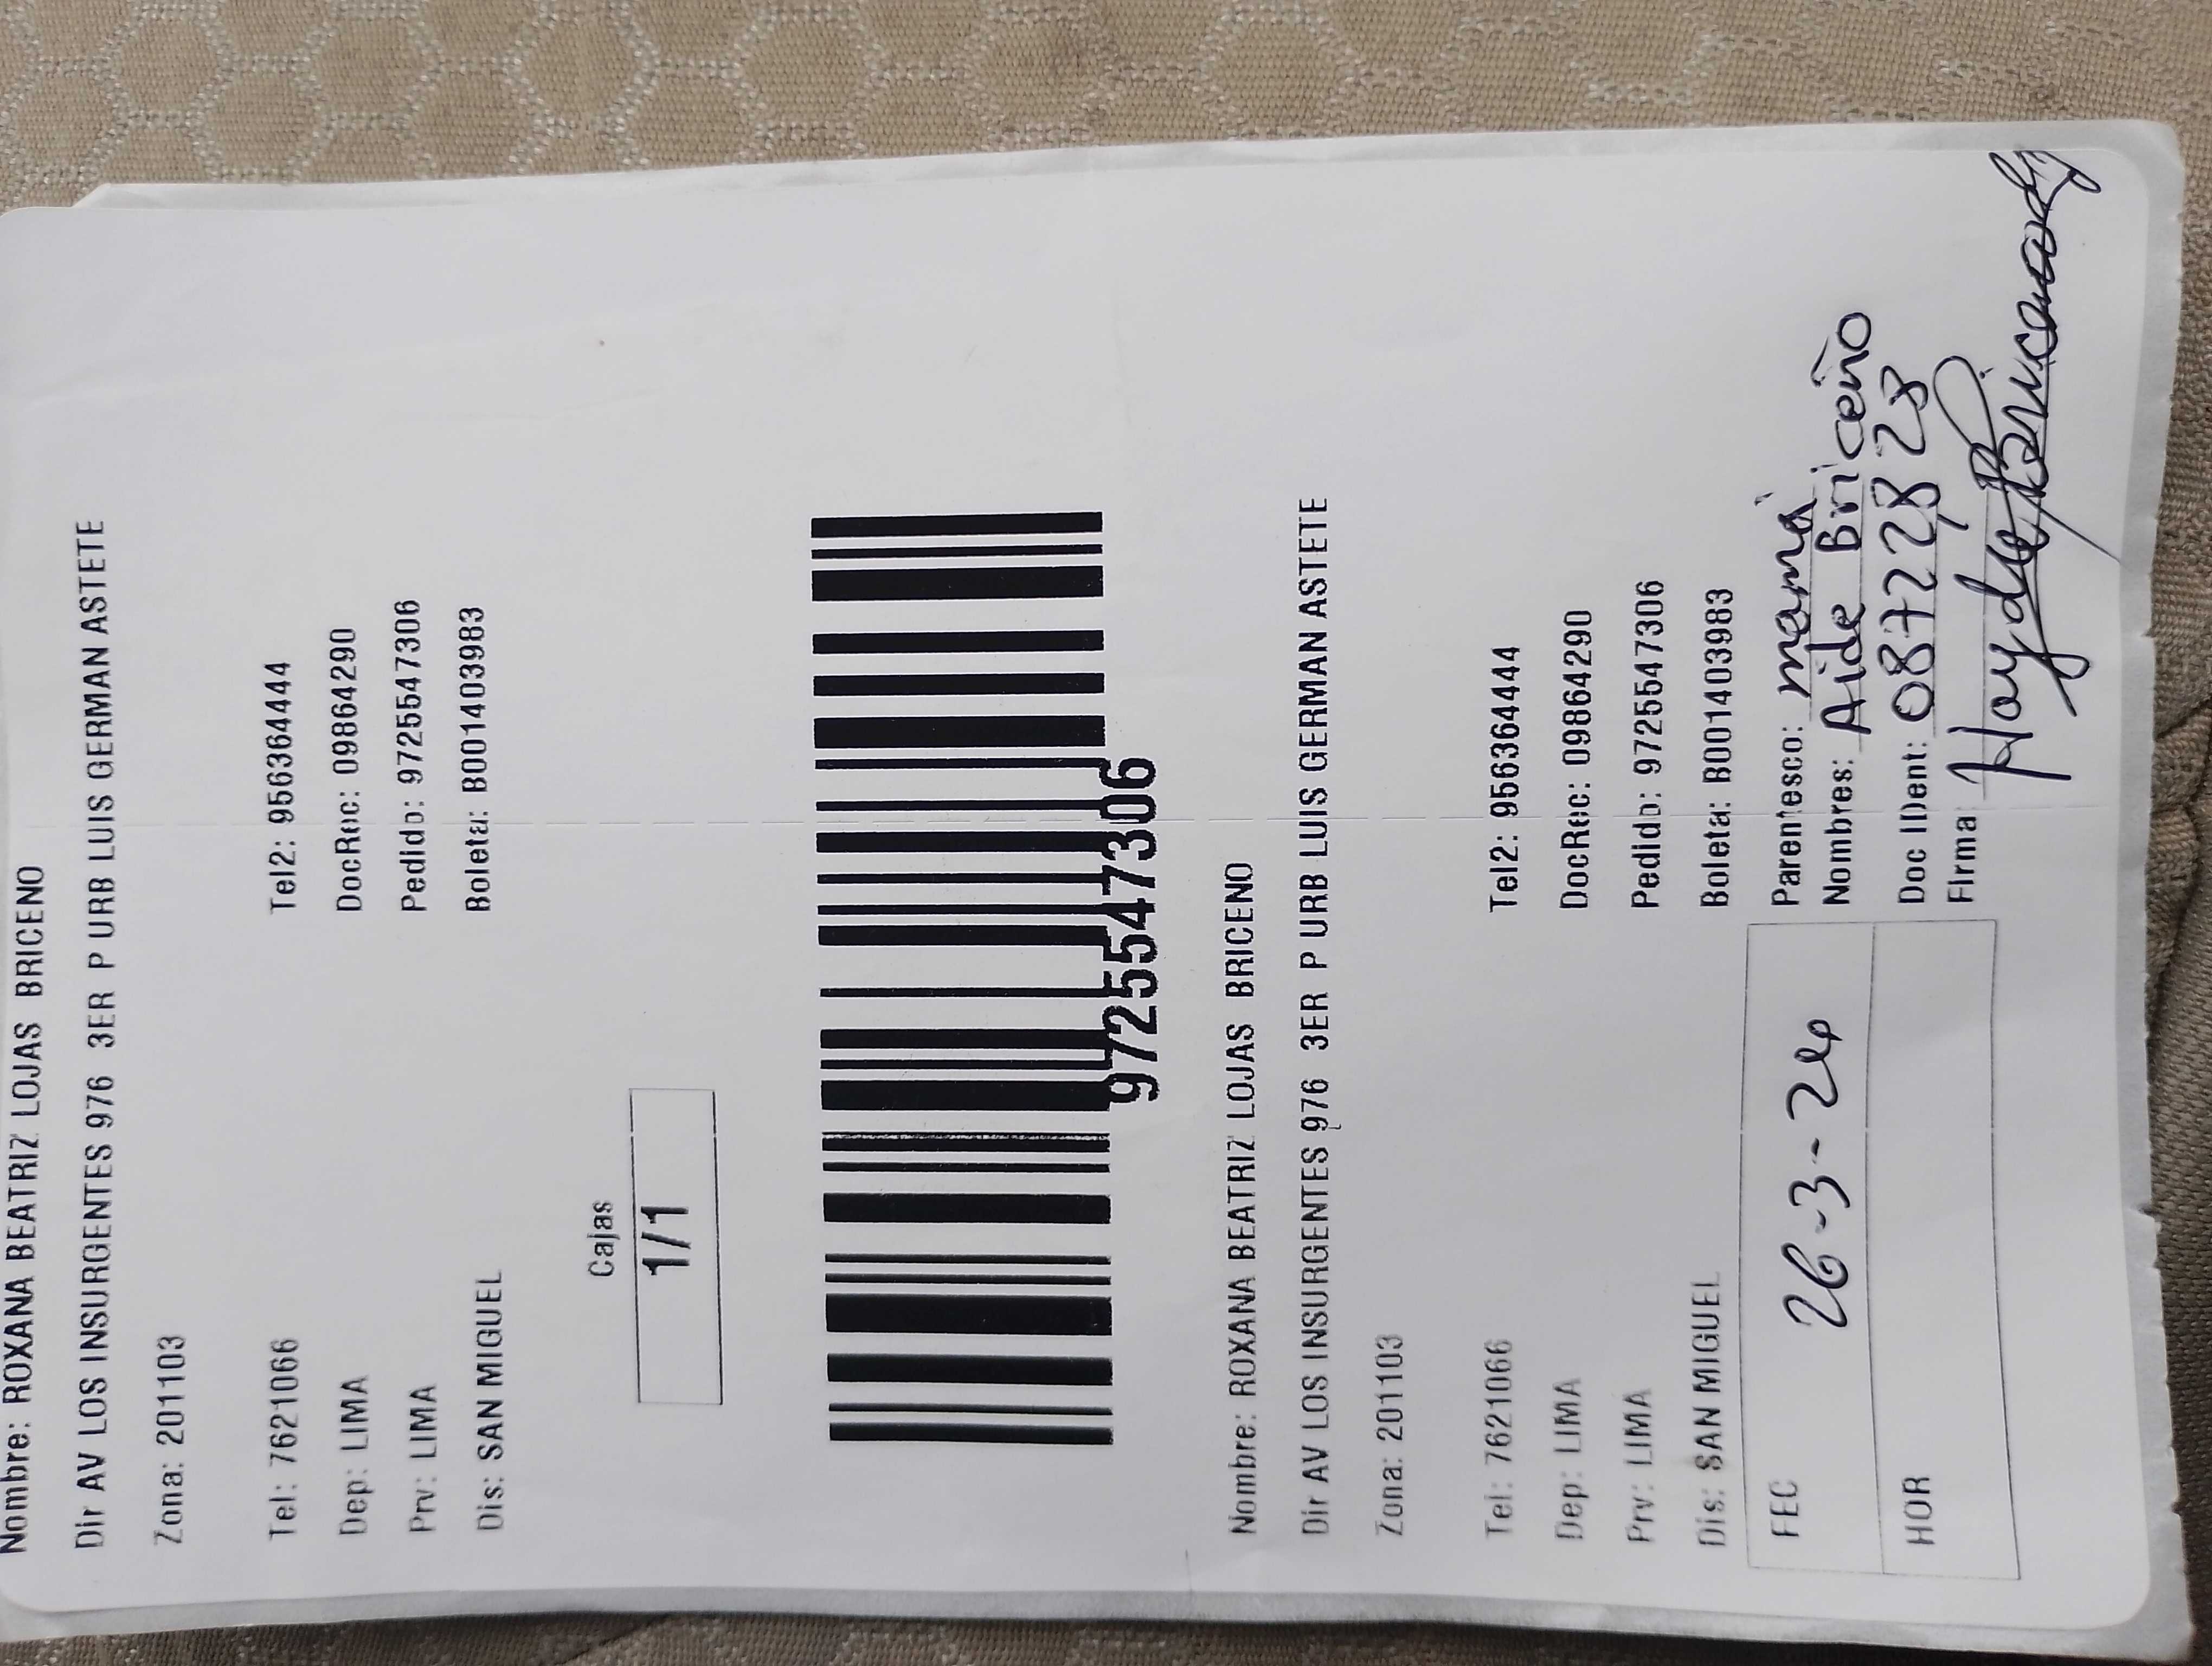 Nombre: ROXANA BEATRIZ LOJAS BRICENO
Dir AV LOS INSURGENTES 976 3ER P URB LUIS GERMAN ASTETE
Zona: 201103
Tel: 7621066 Tel2: 956364444
Dep: LIMA DocRec: 09864290
Prv: LIMA Pedido: 9725547306
Dis: SAN MIGUEL Boleta: B001403983
Cajas
1/1
9725547306
Nombre: ROXANA BEATRIZ LOJAS BRICENO
Dir AV LOS INSURGENTES 976 3ER P URB LUIS GERMAN ASTETE
Zona: 201103
Tel: 7621066 Tel2: 956364444
Dep: LIMA DocRec: 09864290
Prv: LIMA Pedido: 9725547306
Dis: SAN MIGUEL Boleta: B001403983
FEC 26-3-24 Parentesco: mamá
Nombres: Aide Briceño
HOR Doc IDent: 08722823
Firma Hayde